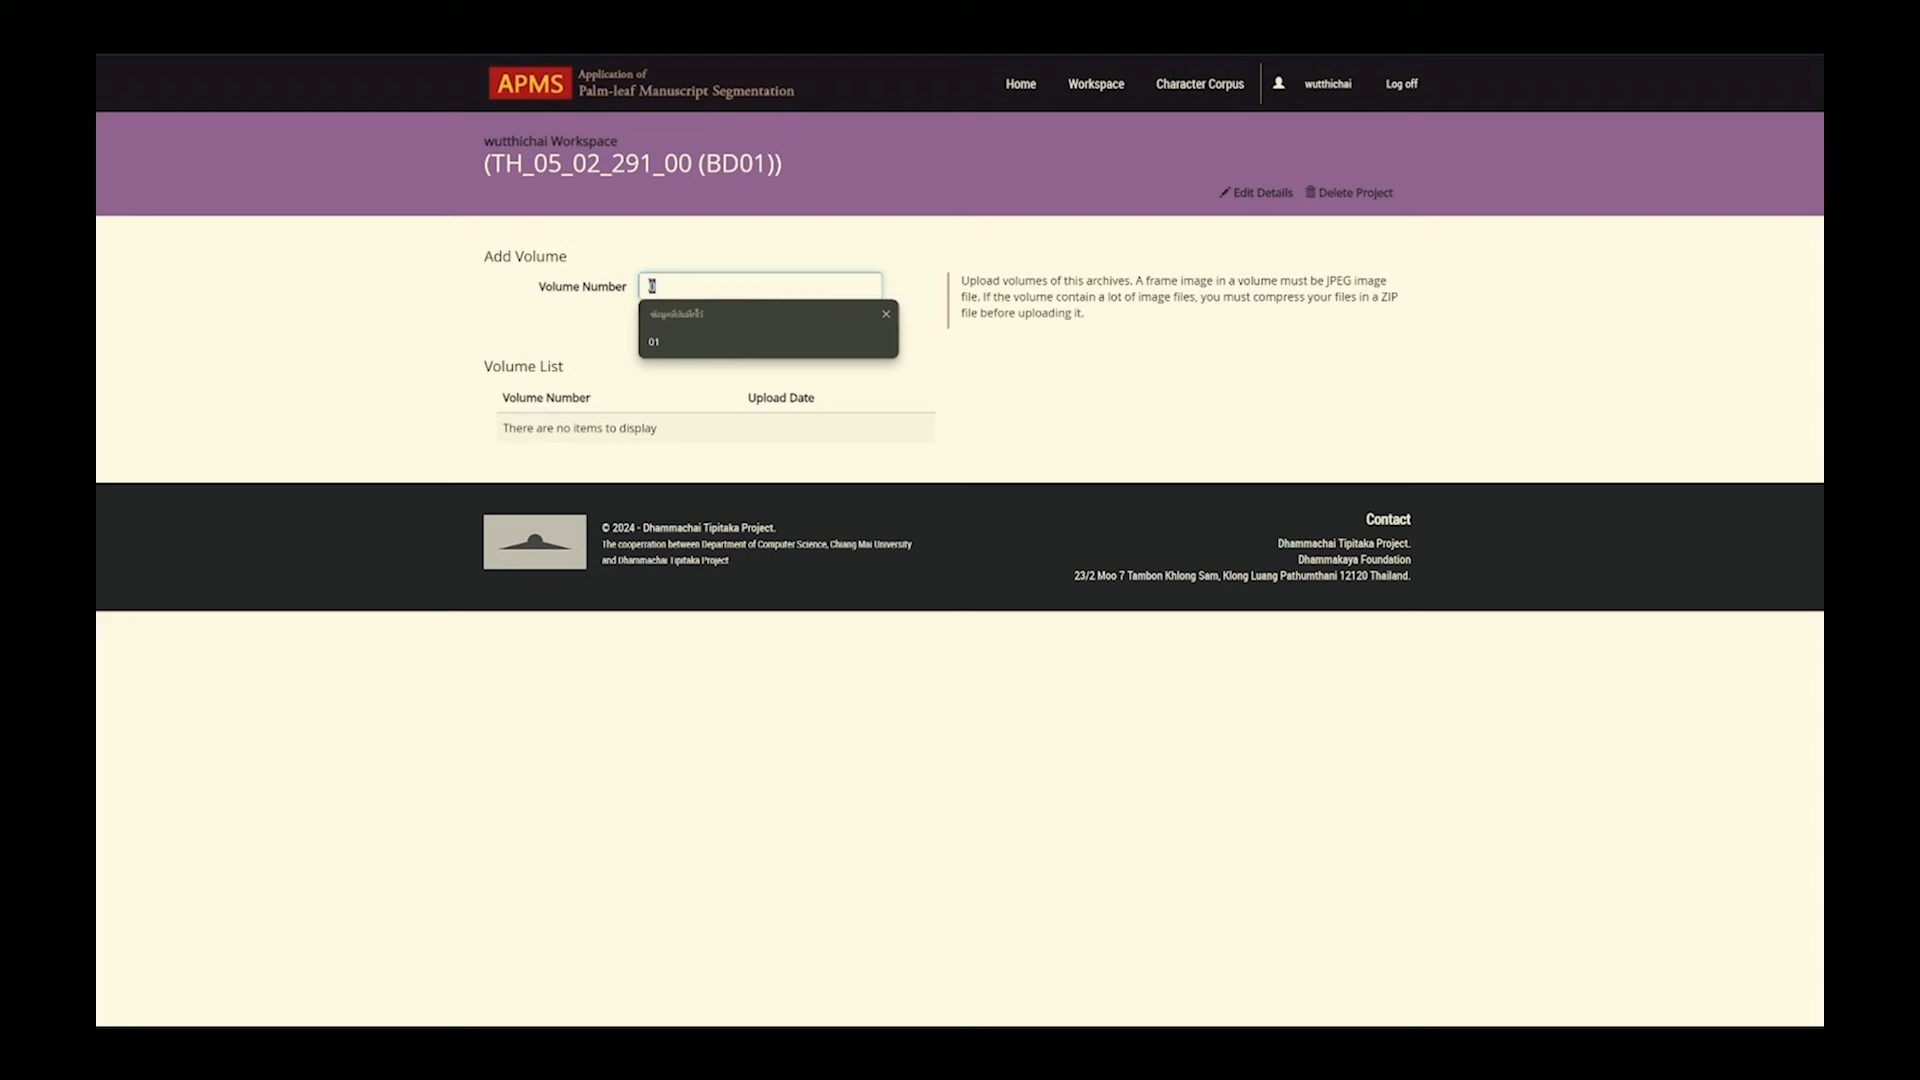 APMS
Application of
Palm-leaf Manuscript Segmentation
Home
Workspace
Character Corpus
wutthichai
Log off
wutthichai Workspace
(TH_05_02_291_00 (BD01))
Edit Details
Delete Project
Add Volume
Volume Number
0
01
Upload volumes of this archives. A frame image in a volume must be JPEG image
file. If the volume contain a lot of image files, you must compress your files in a ZIP
file before uploading it.
Volume List
Volume Number
Upload Date
There are no items to display
© 2024 - Dhammachai Tipitaka Project.
The cooperration between Department of Computer Science, Chiang Mai University
and Dhammachai Tipitaka Project
Contact
Dhammachai Tipitaka Project.
Dhammakaya Foundation
23/2 Moo 7 Tambon Khlong Sam, Klong Luang Pathumthani 12120 Thailand.